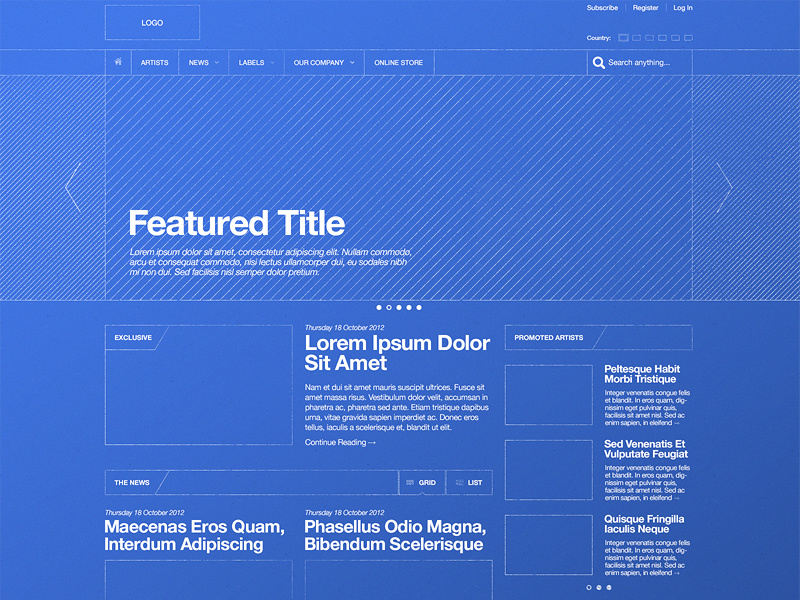 LOGO
Subscribe
Register
Log In
Country:
ARTISTS
NEWS
LABELS
OUR COMPANY
ONLINE STORE
Search anything...
Featured Title
Lorem ipsum dolor sit amet, consectetur adipiscing elit. Nullam commodo,
arcu et consequat commodo, nisl lectus ullamcorper dui, eu sodales nibh
mi non dui. Sed facilisis nisl semper dolor pretium.
EXCLUSIVE
Thursday 18 October 2012
Lorem Ipsum Dolor
Sit Amet
Nam et dui sit amet mauris suscipit ultrices. Fusce sit
amet massa risus. Vestibulum dolor velit, accumsan in
pharetra ac, pharetra sed ante. Etiam tristique dapibus
urna, vitae gravida sapien imperdiet ac. Donec eros
tellus, iaculis a scelerisque et, blandit ut elit.
Continue Reading →
THE NEWS
GRID
LIST
Thursday 18 October 2012
Maecenas Eros Quam,
Interdum Adipiscing
Thursday 18 October 2012
Phasellus Odio Magna,
Bibendum Scelerisque
PROMOTED ARTISTS
Peltesque Habit
Morbi Tristique
Integer venenatis congue felis
et blandit. In eros quam, dig-
nissim eget pulvinar quis,
facilisis sit amet nisl. Sed ac
enim sapien, in eleifend →
Sed Venenatis Et
Vulputate Feugiat
Integer venenatis congue felis
et blandit. In eros quam, dig-
nissim eget pulvinar quis,
facilisis sit amet nisl. Sed ac
enim sapien, in eleifend →
Quisque Fringilla
Iaculis Neque
Integer venenatis congue felis
et blandit. In eros quam, dig-
nissim eget pulvinar quis,
facilisis sit amet nisl. Sed ac
enim sapien, in eleifend →